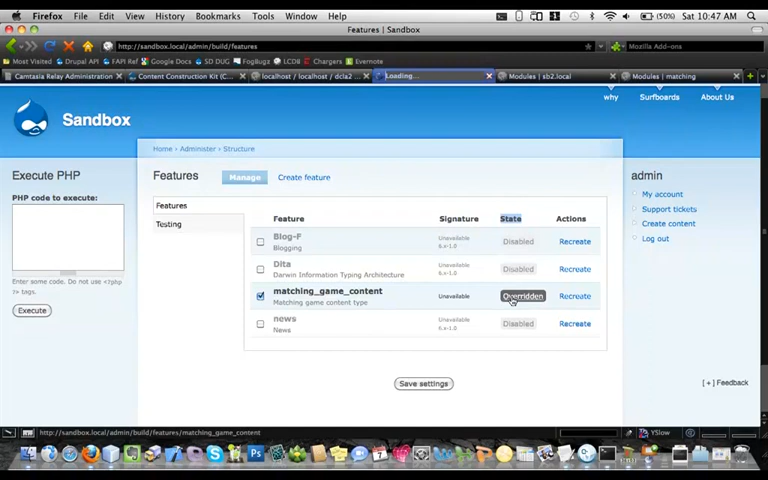 Firefox File Edit View History Bookmarks Tools Window Help (50%) Sat 10:47 AM
Features | Sandbox
http://sandbox.local/admin/build/features Mozilla Add-ons
Most Visited Drupal API FAPI Ref Google Docs SD DUG FogBugz LCDB Chargers Evernote
Camtasia Relay Administration Content Construction Kit (C... localhost / localhost / dcla2 ... Loading... Modules | sb2.local Modules | matching
why Surfboards About Us
Sandbox
Home › Administer › Structure
Execute PHP
PHP code to execute:
Enter some code. Do not use <?php ?> tags.
Execute
Features Manage Create feature
Features
Testing
Feature Signature State Actions
Blog-F Unavailable Disabled Recreate
Blogging 6.x-1.0
Dita Unavailable Disabled Recreate
Darwin Information Typing Architecture 6.x-1.0
matching_game_content Unavailable Overridden Recreate
Matching game content type
news Unavailable Disabled Recreate
News 6.x-1.0
Save settings
admin
My account
Support tickets
Create content
Log out
[+] Feedback
http://sandbox.local/admin/build/features/matching_game_content YSlow